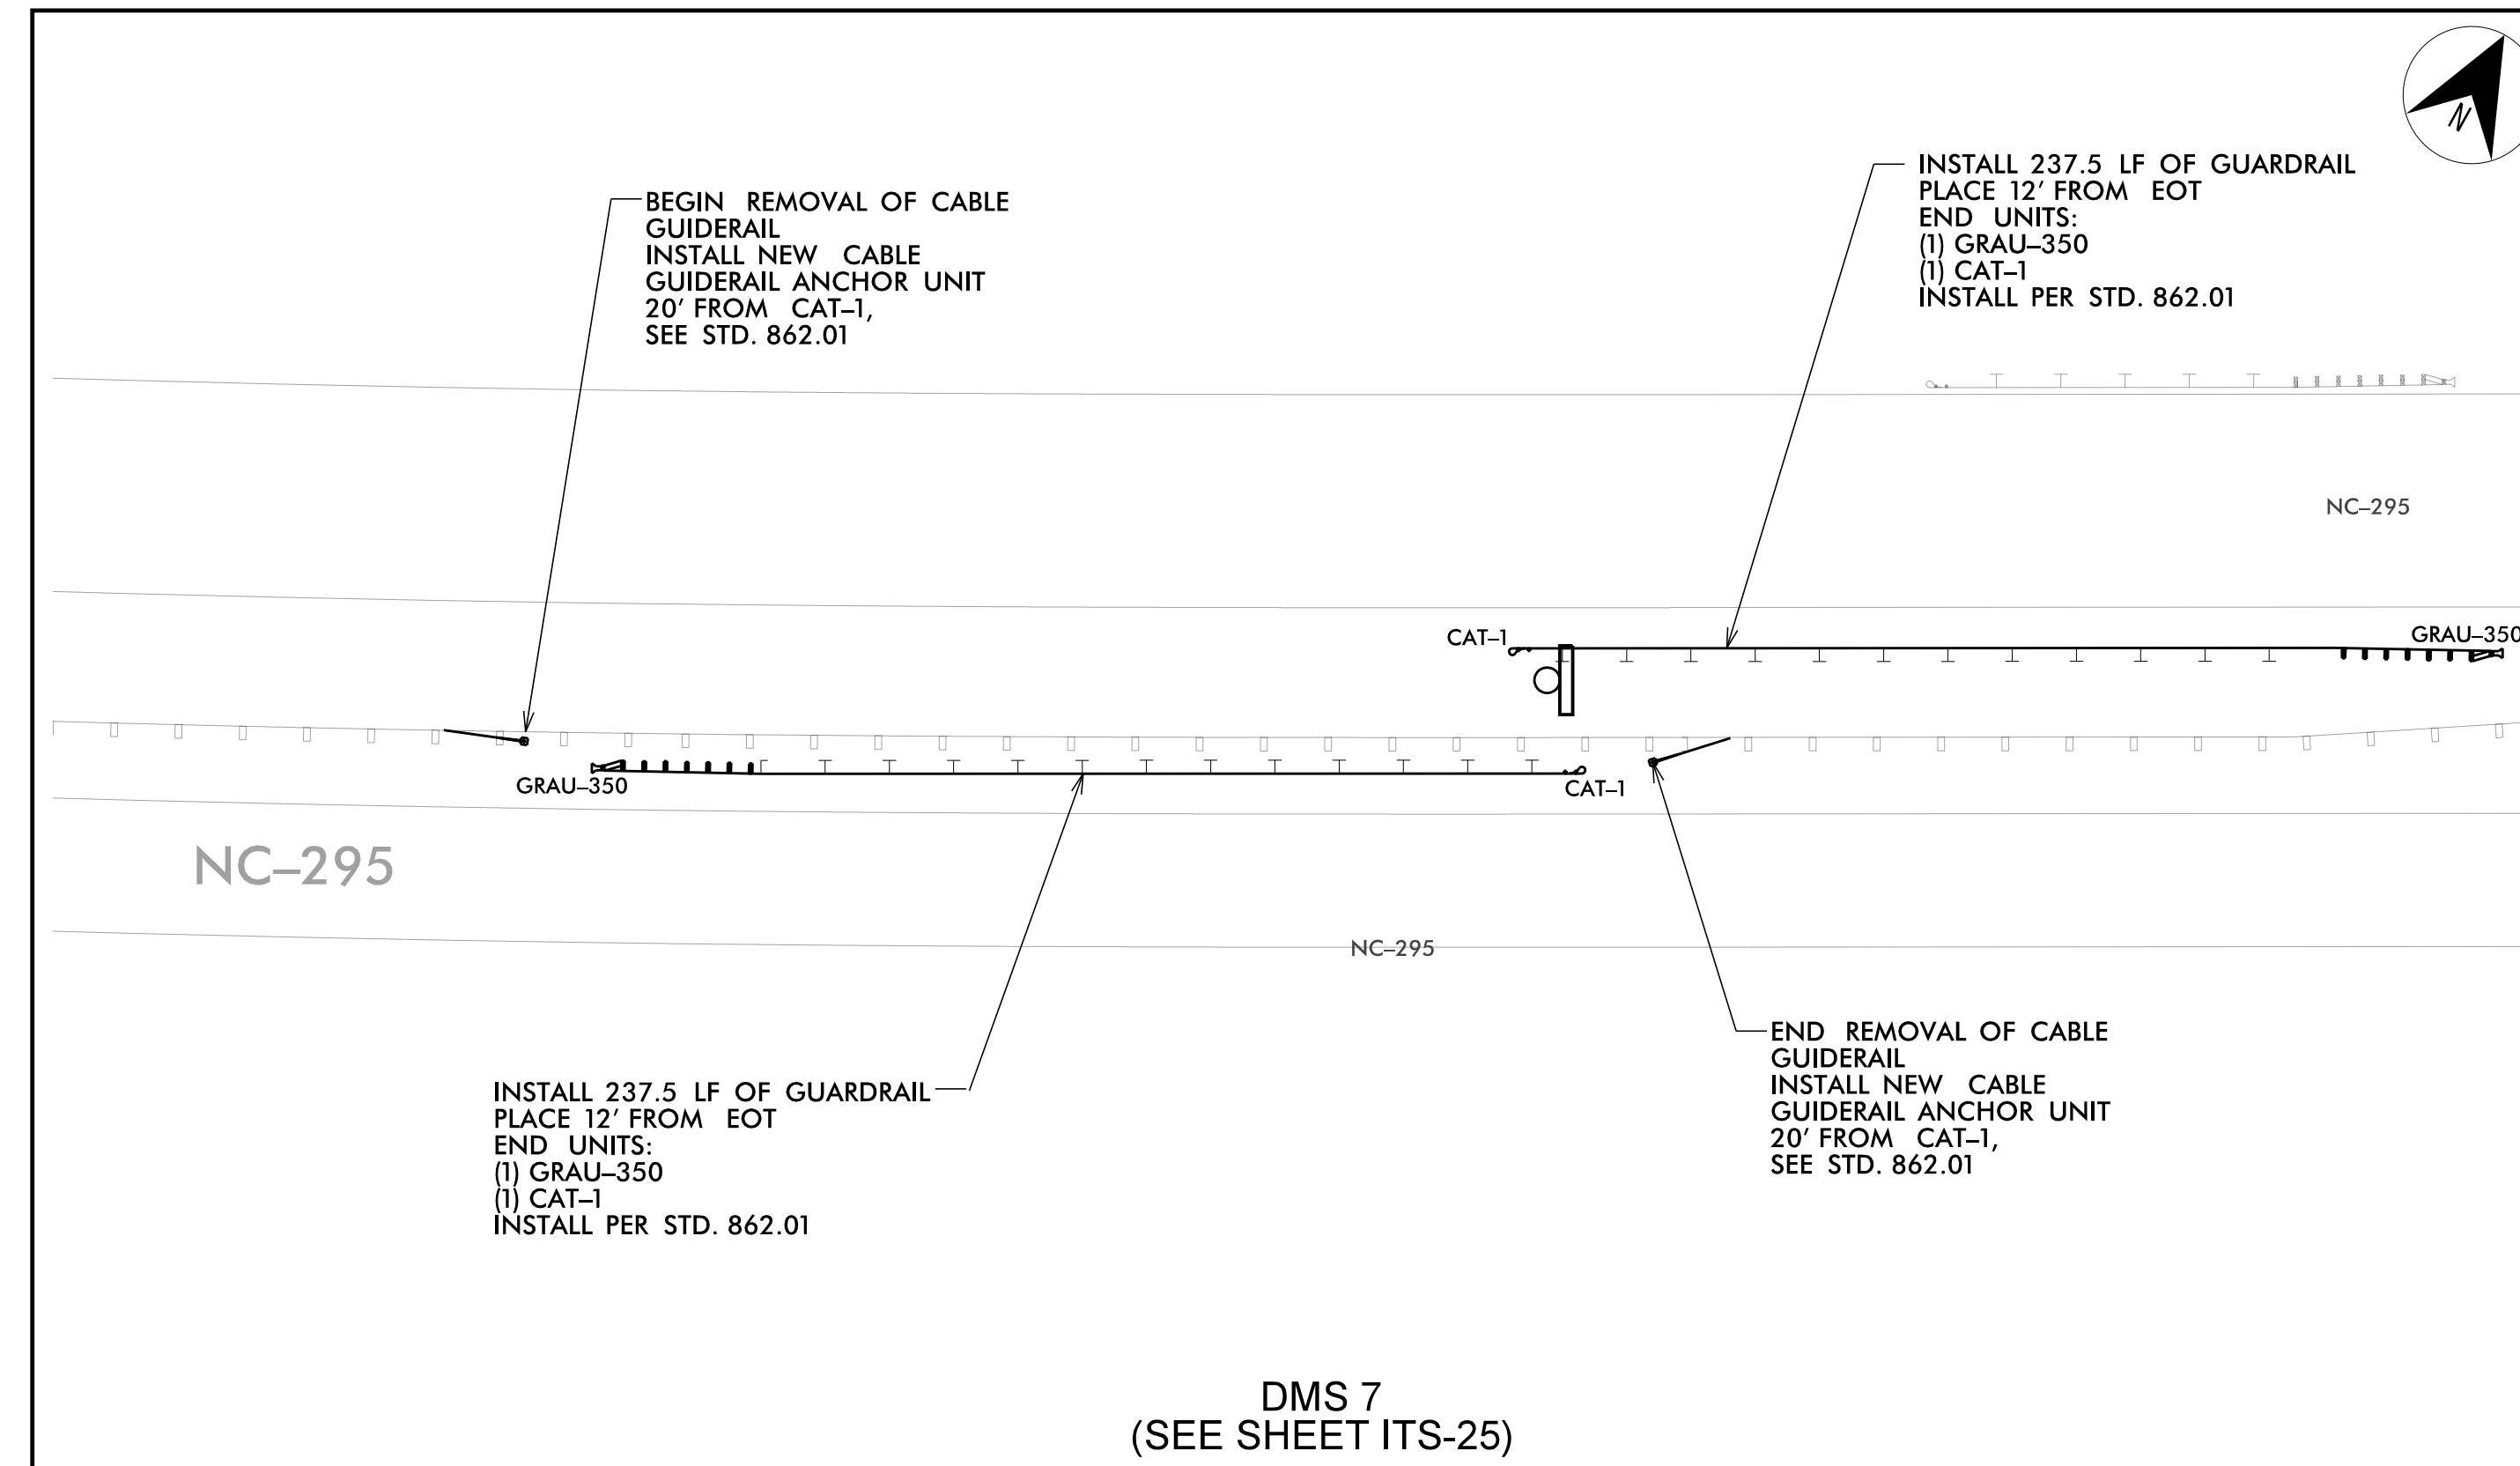 N
BEGIN REMOVAL OF CABLE
GUIDERAIL
INSTALL NEW CABLE
GUIDERAIL ANCHOR UNIT
20' FROM CAT-1,
SEE STD. 862.01
INSTALL 237.5 LF OF GUARDRAIL
PLACE 12' FROM EOT
END UNITS:
(1) GRAU-350
(1) CAT-1
INSTALL PER STD. 862.01
NC-295
CAT-1
GRAU-350
GRAU-350
CAT-1
NC-295
NC-295
INSTALL 237.5 LF OF GUARDRAIL
PLACE 12' FROM EOT
END UNITS:
(1) GRAU-350
(1) CAT-1
INSTALL PER STD. 862.01
END REMOVAL OF CABLE
GUIDERAIL
INSTALL NEW CABLE
GUIDERAIL ANCHOR UNIT
20' FROM CAT-1,
SEE STD. 862.01
DMS 7
(SEE SHEET ITS-25)